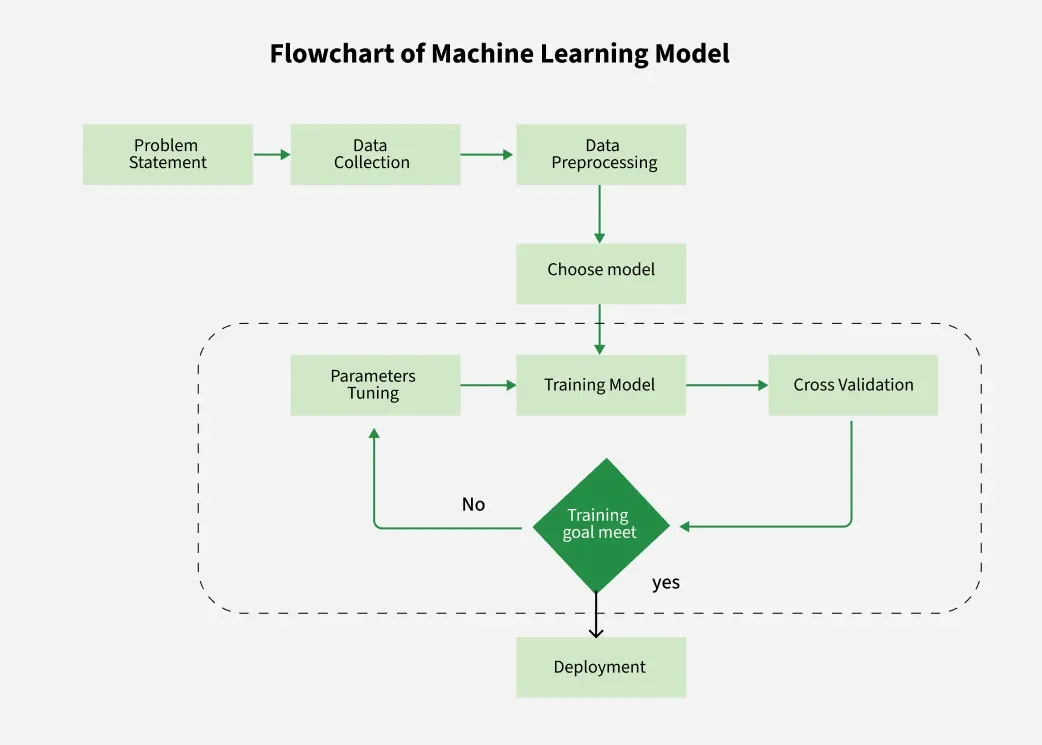 Flowchart of Machine Learning Model
Problem
Statement
Data
Collection
Data
Preprocessing
Choose model
Parameters
Tuning
Training Model
Cross Validation
No
Training
goal meet
yes
Deployment